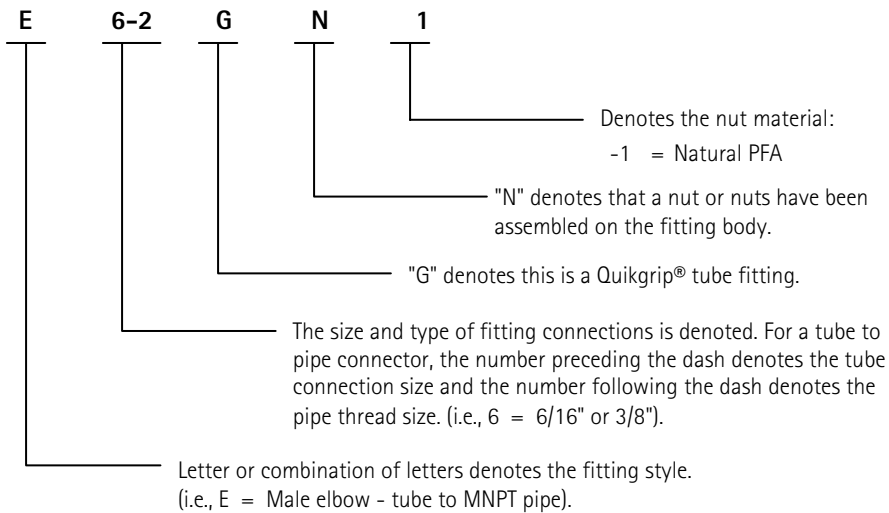 E 6-2 G N 1
Denotes the nut material:
-1 = Natural PFA
"N" denotes that a nut or nuts have been
assembled on the fitting body.
"G" denotes this is a Quikgrip® tube fitting.
The size and type of fitting connections is denoted. For a tube to
pipe connector, the number preceding the dash denotes the tube
connection size and the number following the dash denotes the
pipe thread size. (i.e., 6 = 6/16" or 3/8").
Letter or combination of letters denotes the fitting style.
(i.e., E = Male elbow - tube to MNPT pipe).